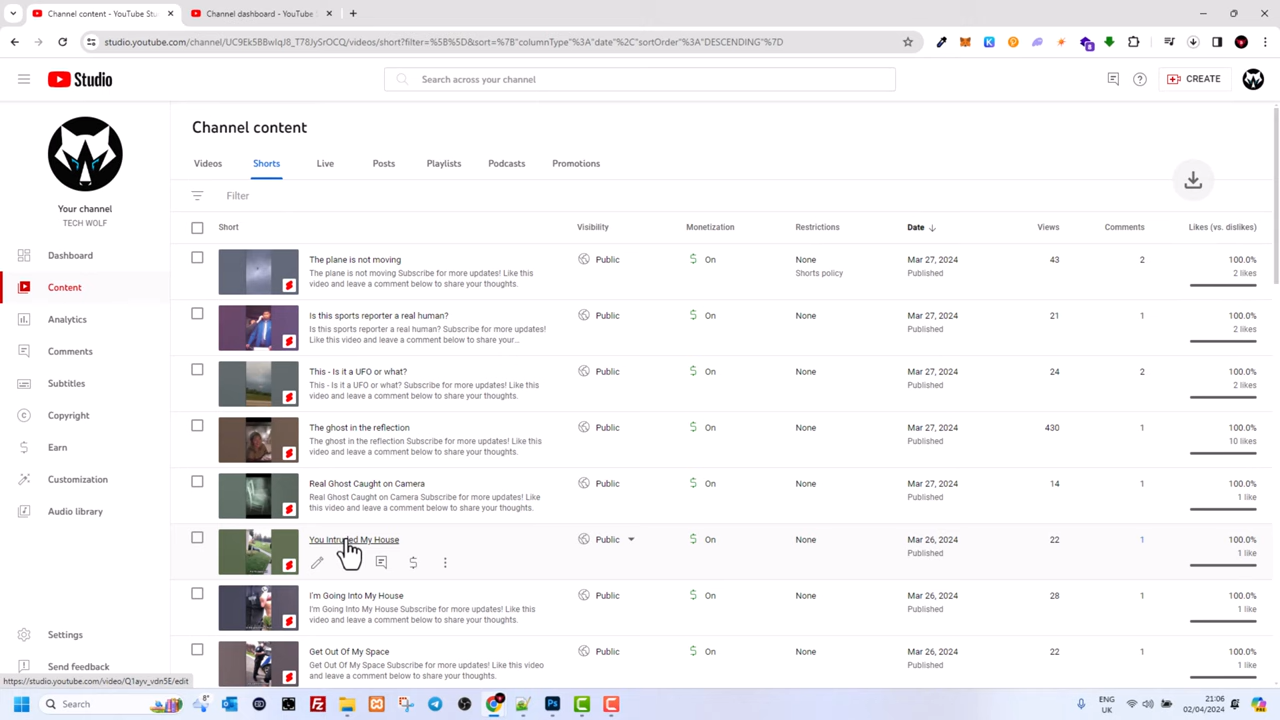 Channel content - YouTube Stu
Channel dashboard - YouTube S
studio.youtube.com/channel/UC9Ek5BBwIqJ8_T78JySrOCQ/videos/short?filter=%5B%5D&sort=%7B"columnType"%3A"date"%2C"sortOrder"%3A"DESCENDING"%7D
Studio
Search across your channel
CREATE
Your channel
TECH WOLF
Dashboard
Content
Analytics
Comments
Subtitles
Copyright
Earn
Customization
Audio library
Settings
Send feedback
Channel content
Videos Shorts Live Posts Playlists Podcasts Promotions
Filter
Short Visibility Monetization Restrictions Date Views Comments Likes (vs. dislikes)
The plane is not moving Public On None Mar 27, 2024 43 2 100.0%
The plane is not moving Subscribe for more updates! Like this Shorts policy Published 2 likes
video and leave a comment below to share your thoughts.
Is this sports reporter a real human? Public On None Mar 27, 2024 21 1 100.0%
Is this sports reporter a real human? Subscribe for more updates! Published 2 likes
Like this video and leave a comment below to share your...
This - Is it a UFO or what? Public On None Mar 27, 2024 24 2 100.0%
This - Is it a UFO or what? Subscribe for more updates! Like this Published 2 likes
video and leave a comment below to share your thoughts.
The ghost in the reflection Public On None Mar 27, 2024 430 1 100.0%
The ghost in the reflection Subscribe for more updates! Like this Published 10 likes
video and leave a comment below to share your thoughts.
Real Ghost Caught on Camera Public On None Mar 27, 2024 14 1 100.0%
Real Ghost Caught on Camera Subscribe for more updates! Like Published 1 like
this video and leave a comment below to share your thoughts.
You Intruded My House Public On None Mar 26, 2024 22 1 100.0%
Published 1 like
I'm Going Into My House Public On None Mar 26, 2024 28 1 100.0%
I'm Going Into My House Subscribe for more updates! Like this Published 1 like
video and leave a comment below to share your thoughts.
Get Out Of My Space Public On None Mar 26, 2024 22 1 100.0%
Get Out Of My Space Subscribe for more updates! Like this video Published 1 like
and leave a comment below to share your thoughts.
https://studio.youtube.com/video/Q1ayv_vdn5E/edit
Search
8°
ENG
UK
21:06
02/04/2024